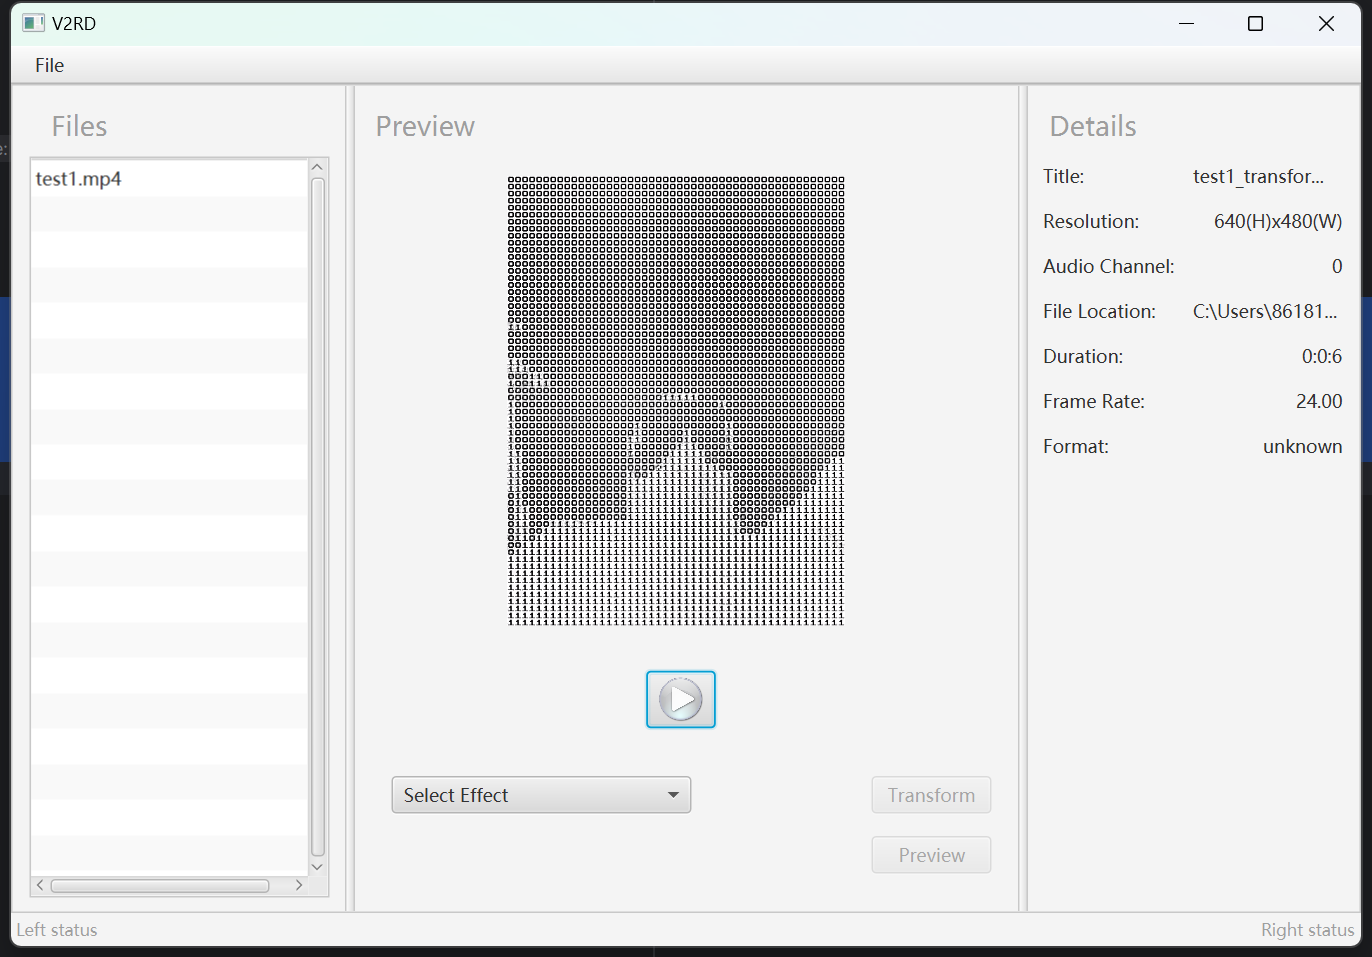 V2RD
File
Files
test1.mp4
Preview
Select Effect
Transform
Preview
Details
Title: test1_transfor...
Resolution: 640(H)x480(W)
Audio Channel: 0
File Location: C:\Users\86181...
Duration: 0:0:6
Frame Rate: 24.00
Format: unknown
Left status
Right status